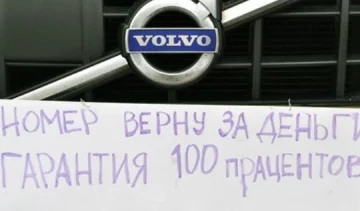 VOLVO
НОМЕР ВЕРНУ ЗА ДЕНЬГИ
ГАРАНТИЯ 100 ПРАЦЕНТОВ